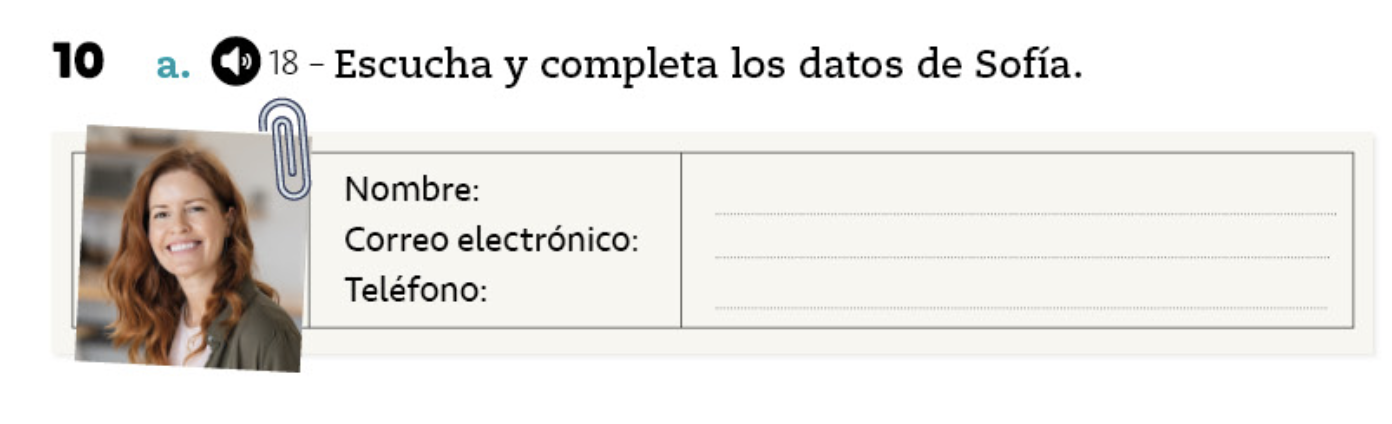 10 a. 18 – Escucha y completa los datos de Sofía.
Nombre:
Correo electrónico:
Teléfono: